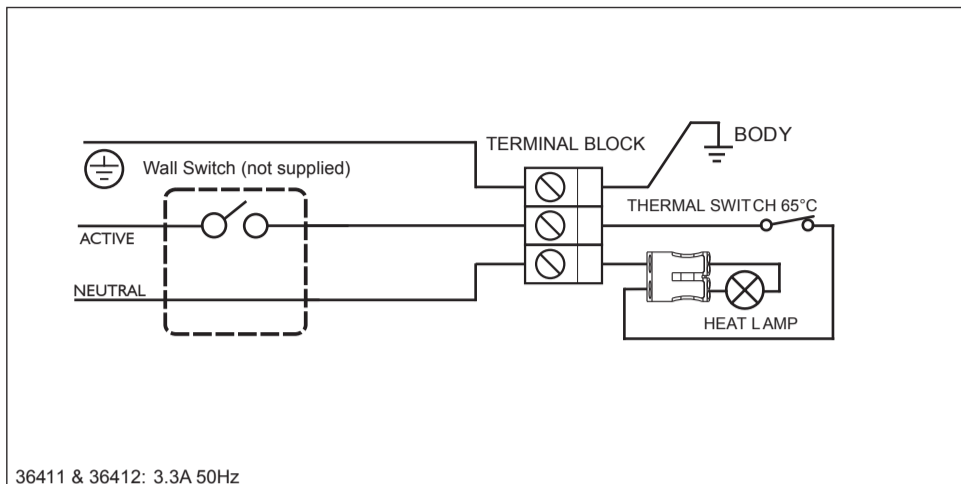 TERMINAL BLOCK
BODY
Wall Switch (not supplied)
THERMAL SWITCH 65°C
ACTIVE
NEUTRAL
HEAT LAMP
36411 & 36412: 3.3A 50Hz